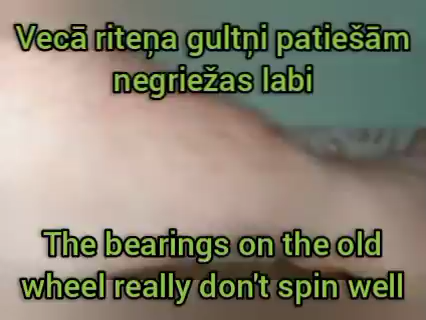 Vecā riteņa gultņi patiešām
negriežas labi
The bearings on the old
wheel really don't spin well